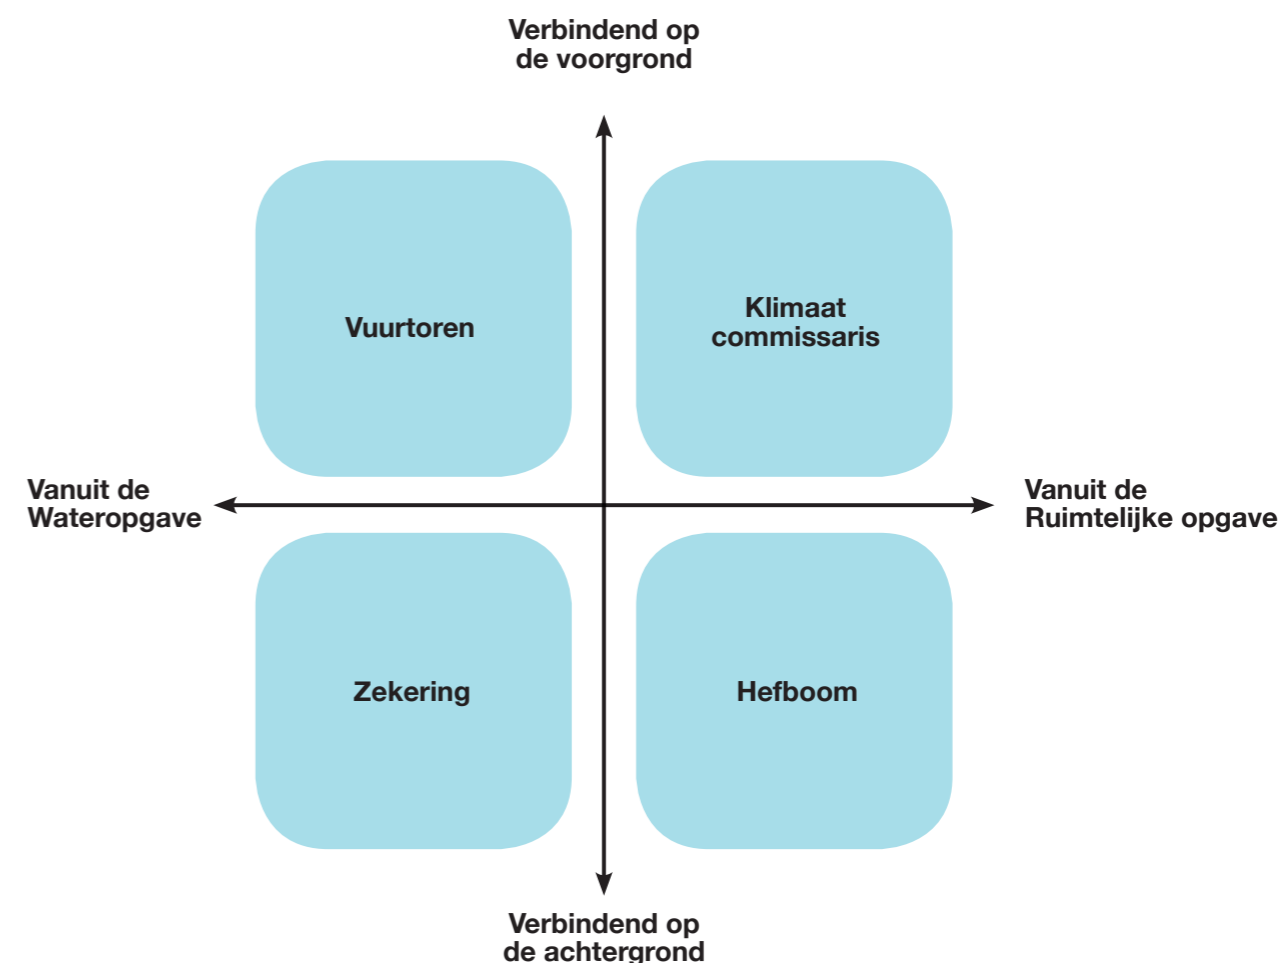 Verbindend op
de voorgrond
Vuurtoren
Klimaat
commissaris
Vanuit de
Wateropgave
Vanuit de
Ruimtelijke opgave
Zekering
Hefboom
Verbindend op
de achtergrond